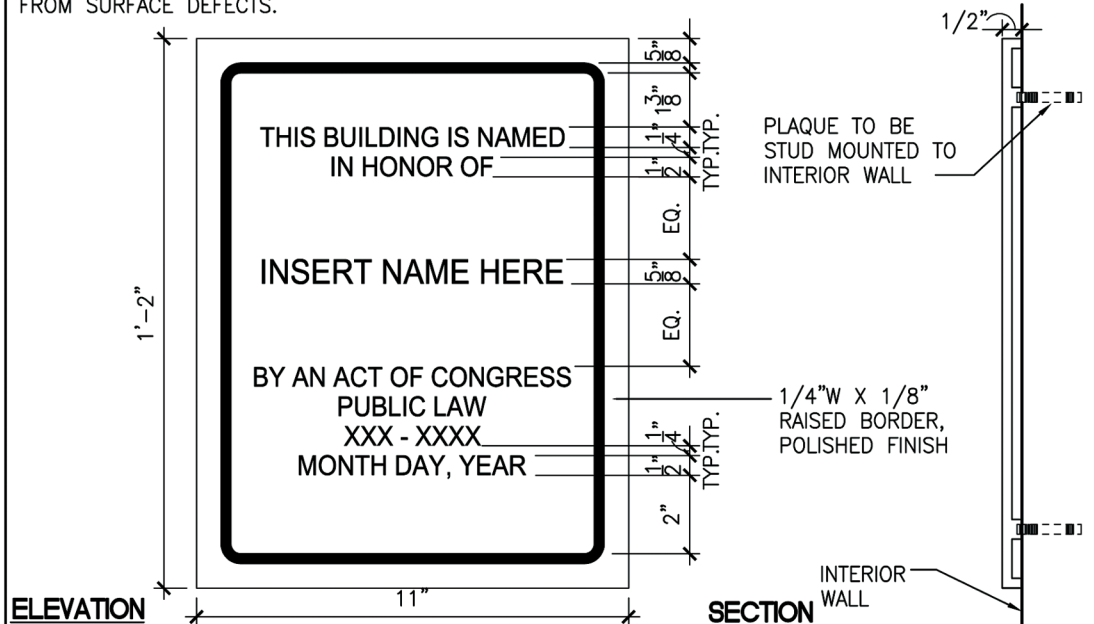 FROM SURFACE DEFECTS.
1/2"
5"
8
THIS BUILDING IS NAMED
IN HONOR OF
3"
18
1"
4
TYP.
1"
2
TYP.
PLAQUE TO BE
STUD MOUNTED TO
INTERIOR WALL
EQ.
INSERT NAME HERE
5"
8
EQ.
1'-2"
BY AN ACT OF CONGRESS
PUBLIC LAW
XXX - XXXX
MONTH DAY, YEAR
1/4"W X 1/8"
RAISED BORDER,
POLISHED FINISH
1"
4
TYP.
1"
2
TYP.
2"
INTERIOR
WALL
11"
ELEVATION
SECTION